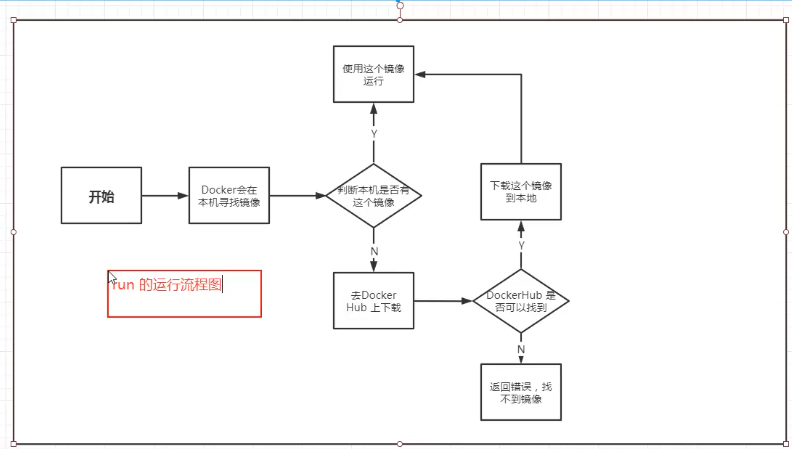 使用这个镜像
运行
Y
开始
Docker会在
本机寻找镜像
判断本机是否有
这个镜像
下载这个镜像
到本地
N
Y
run 的运行流程图
去Docker
Hub 上下载
DockerHub 是
否可以找到
N
返回错误，找
不到镜像